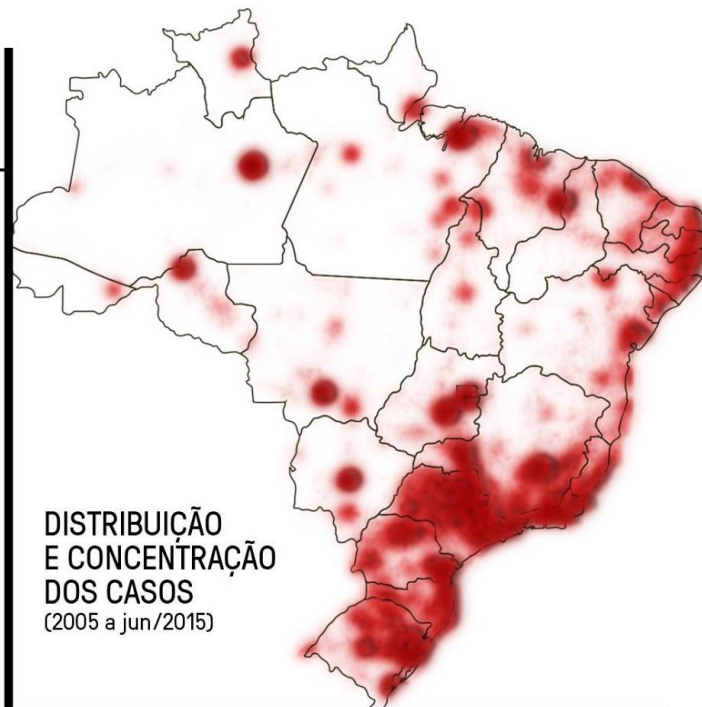 DISTRIBUIÇÃO
E CONCENTRAÇÃO
DOS CASOS
(2005 a jun/2015)